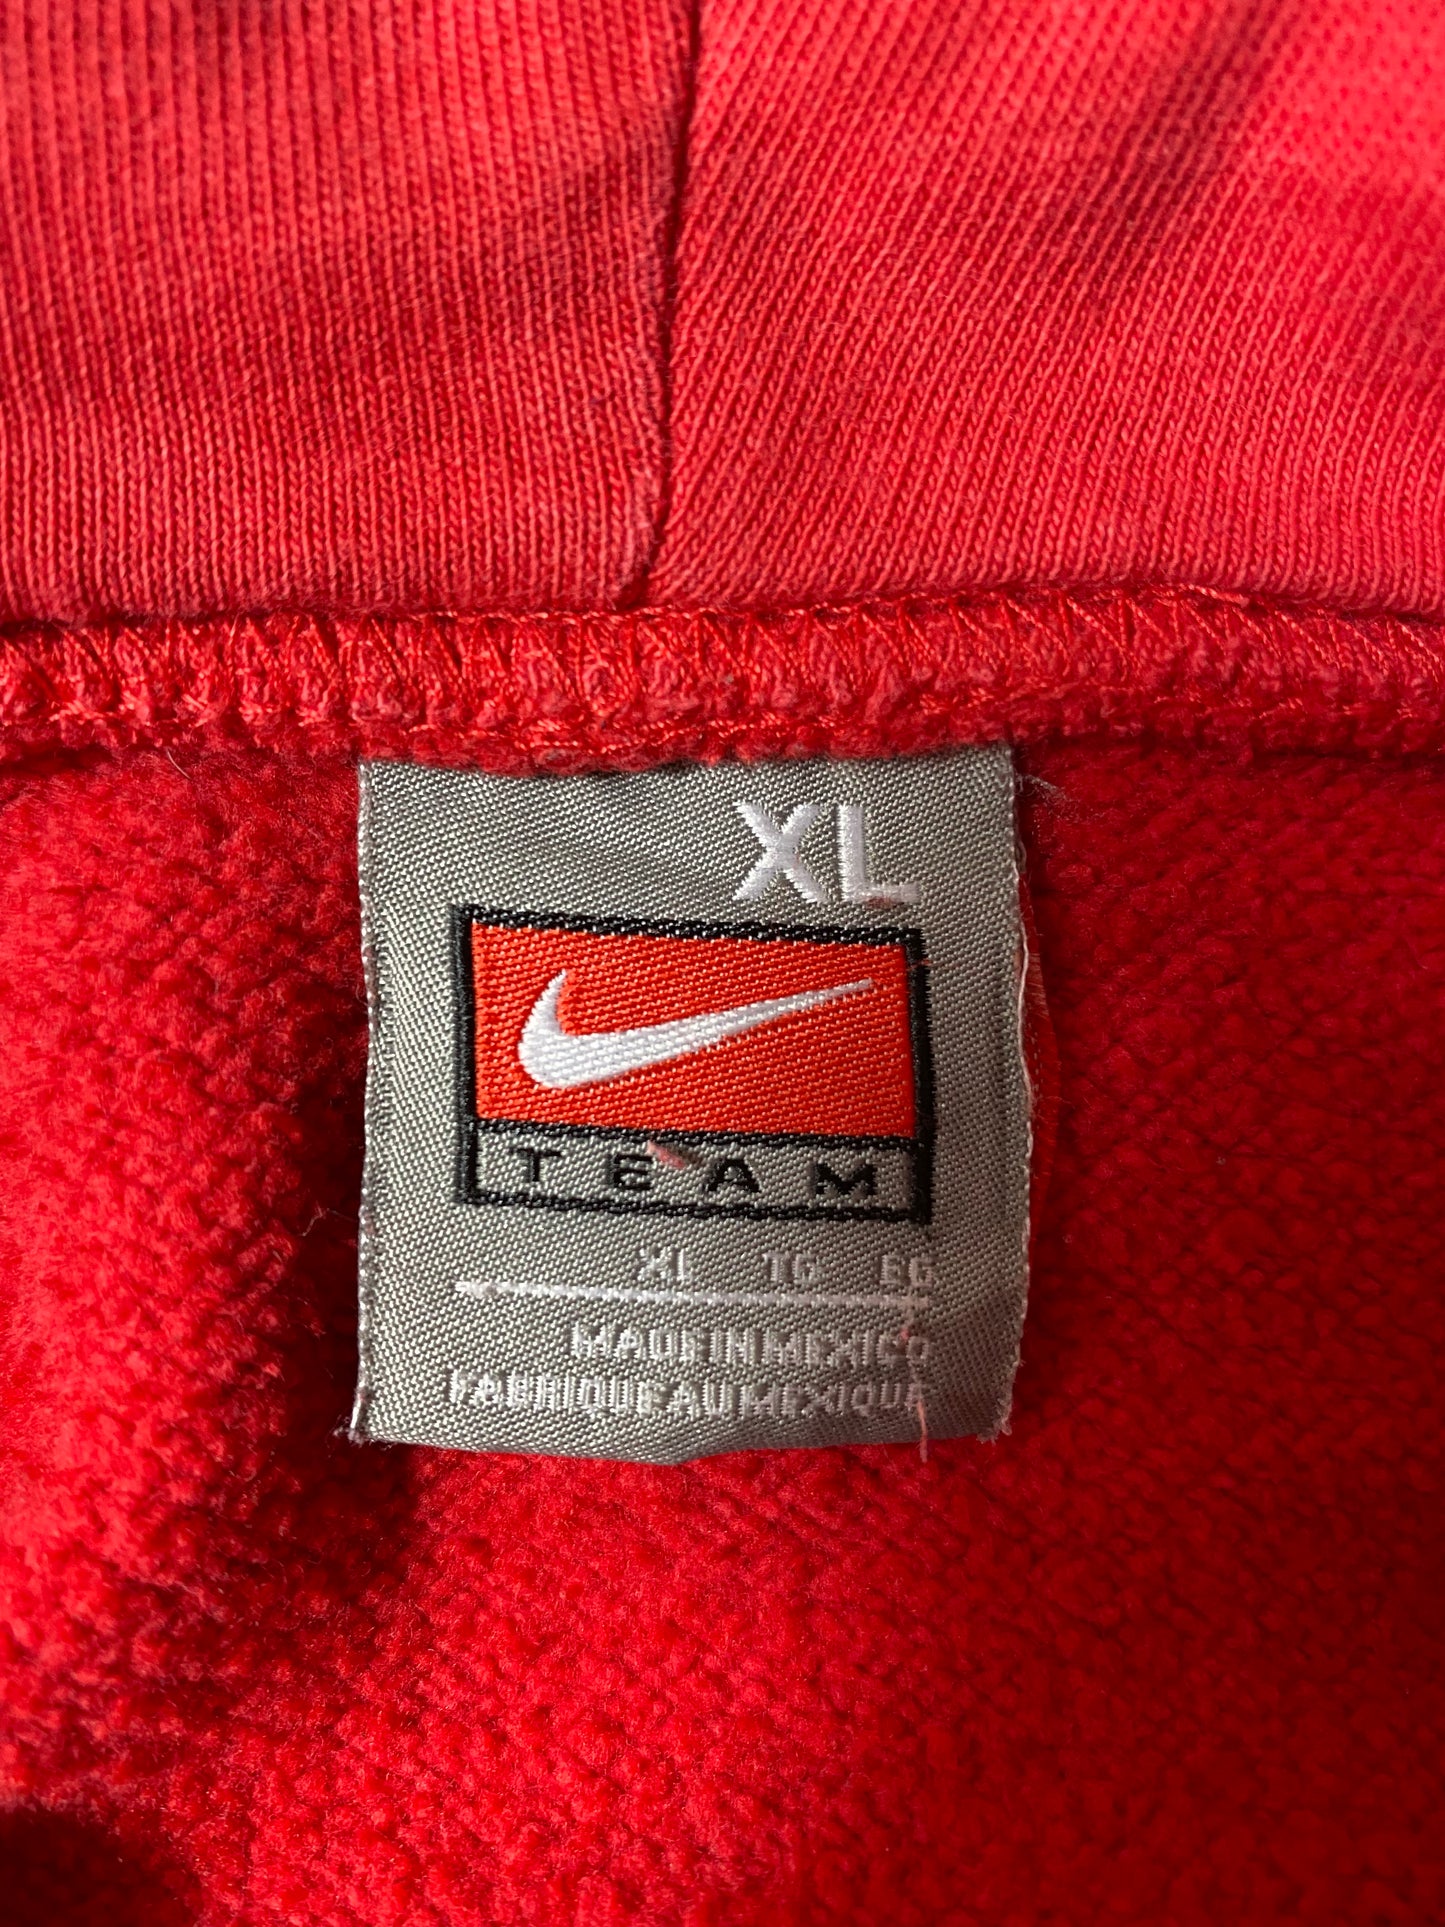 XL
TEAM
XL TG EG
MADE IN MEXICO
FABRIQUE AU MEXIQUE